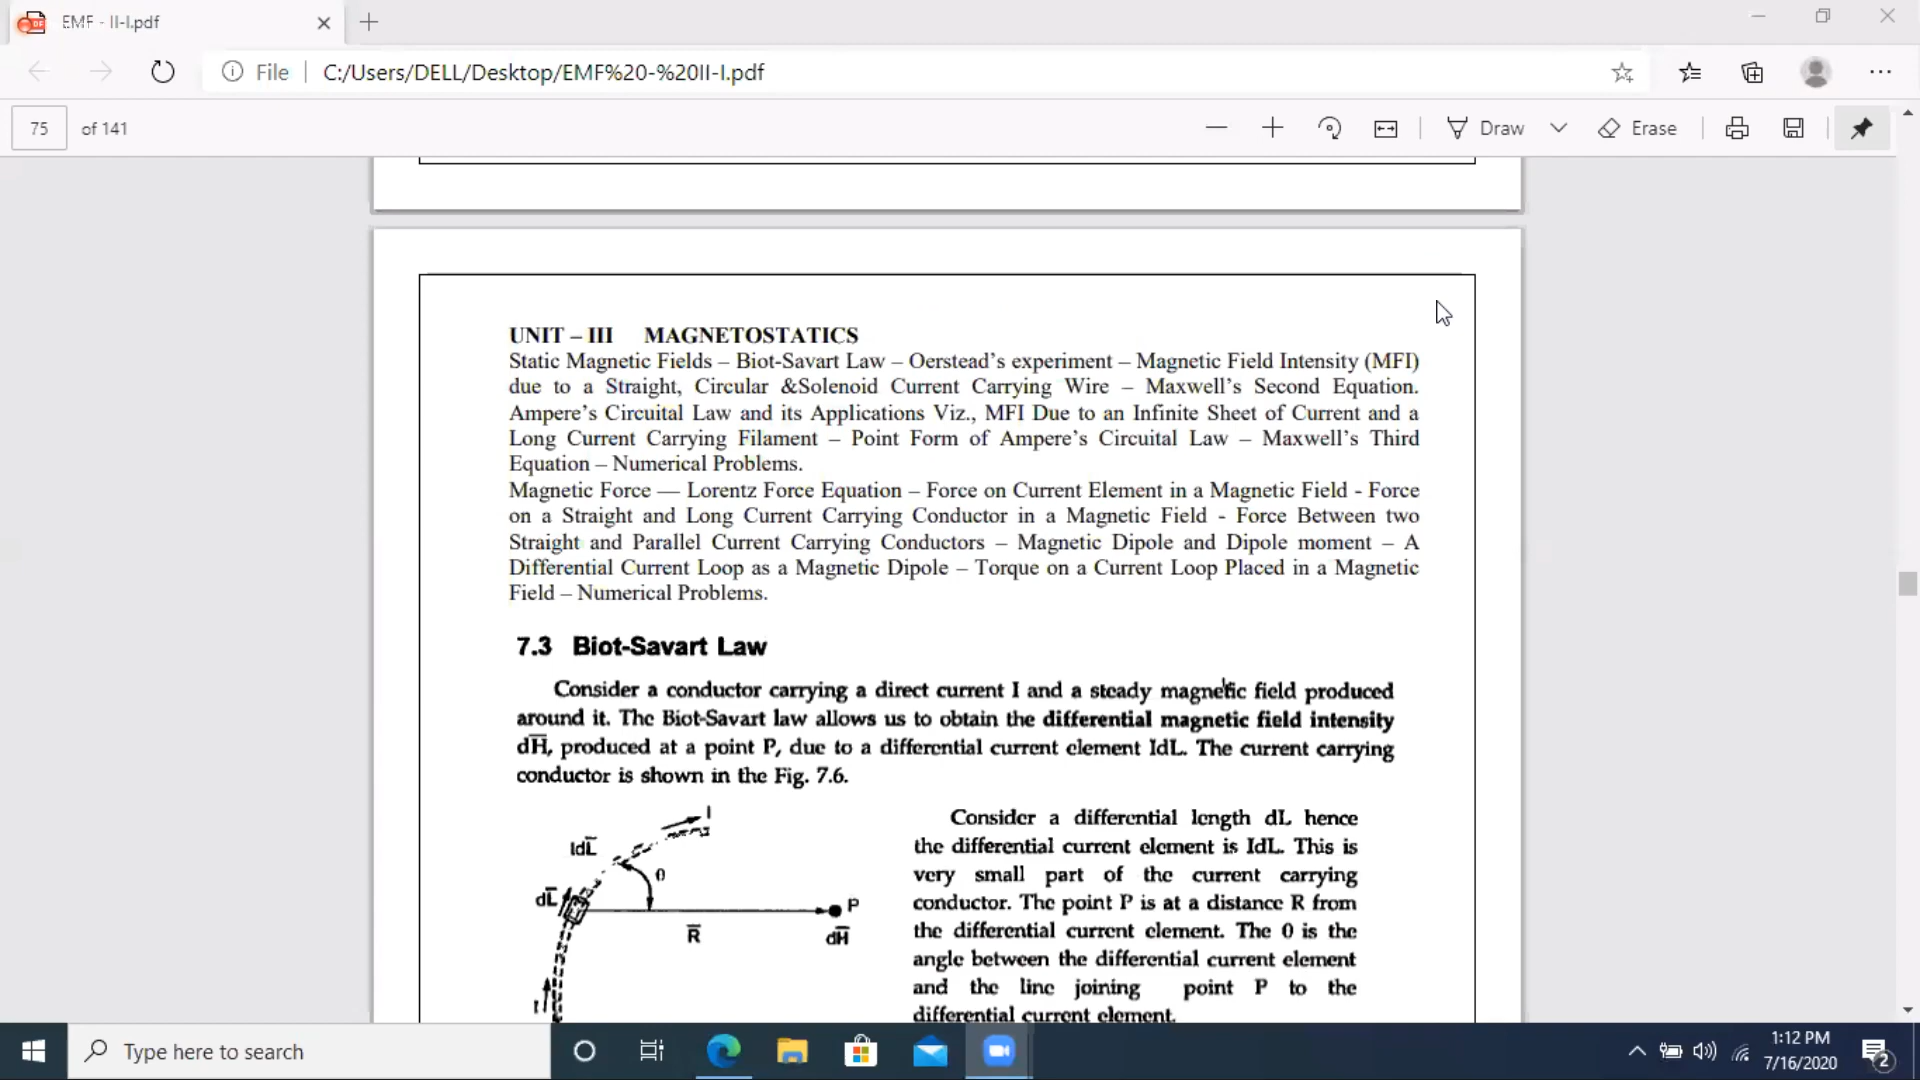 EMF - II-I.pdf
File
C:/Users/DELL/Desktop/EMF%20-%20II-I.pdf
75 of 141
Draw
Erase
UNIT – III MAGNETOSTATICS
Static Magnetic Fields – Biot-Savart Law – Oerstead’s experiment – Magnetic Field Intensity (MFI)
due to a Straight, Circular &Solenoid Current Carrying Wire – Maxwell’s Second Equation.
Ampere’s Circuital Law and its Applications Viz., MFI Due to an Infinite Sheet of Current and a
Long Current Carrying Filament – Point Form of Ampere’s Circuital Law – Maxwell’s Third
Equation – Numerical Problems.
Magnetic Force –– Lorentz Force Equation – Force on Current Element in a Magnetic Field - Force
on a Straight and Long Current Carrying Conductor in a Magnetic Field - Force Between two
Straight and Parallel Current Carrying Conductors – Magnetic Dipole and Dipole moment – A
Differential Current Loop as a Magnetic Dipole – Torque on a Current Loop Placed in a Magnetic
Field – Numerical Problems.
7.3 Biot-Savart Law
Consider a conductor carrying a direct current I and a steady magnetic field produced
around it. The Biot-Savart law allows us to obtain the differential magnetic field intensity
dH̅, produced at a point P, due to a differential current element IdL. The current carrying
conductor is shown in the Fig. 7.6.
I
IdL̅
θ
dL̅
P
R̅
dH̅
I
Consider a differential length dL hence
the differential current element is IdL. This is
very small part of the current carrying
conductor. The point P is at a distance R from
the differential current element. The θ is the
angle between the differential current element
and the line joining point P to the
differential current element.
Type here to search
1:12 PM
7/16/2020
2